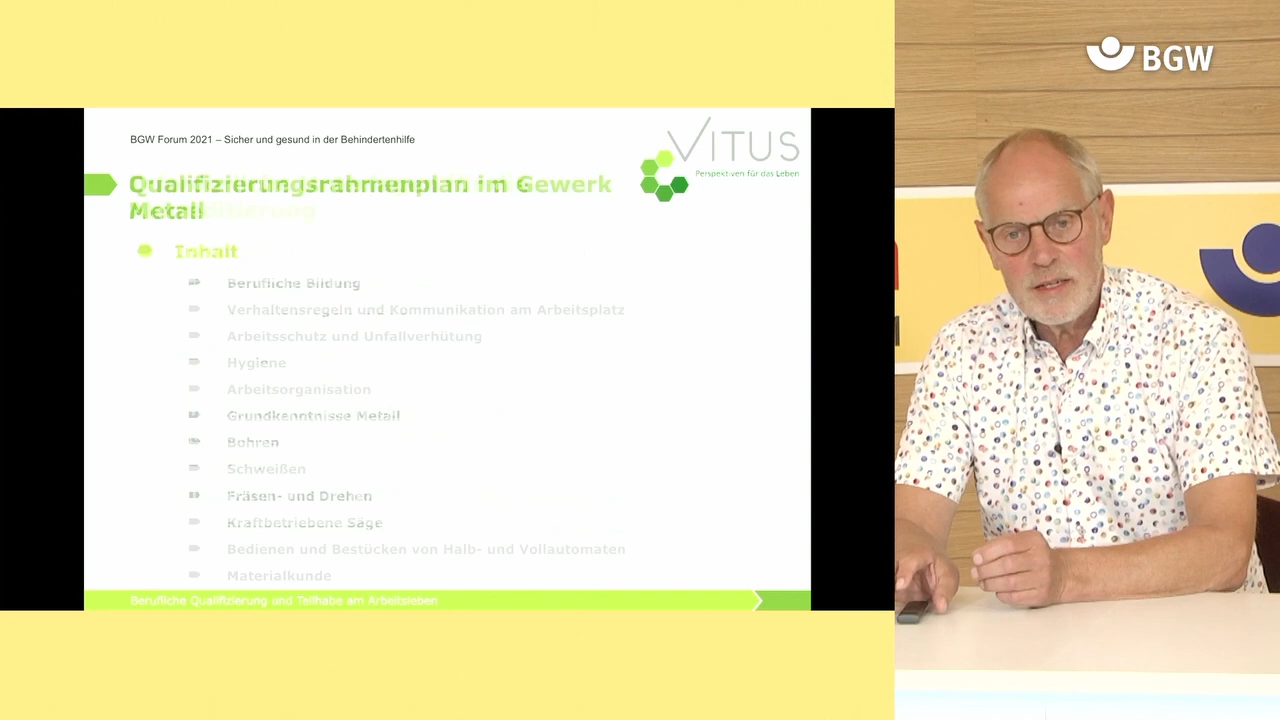 BGW
BGW Forum 2021 – Sicher und gesund in der Behindertenhilfe
VITUS
Perspektiven für das Leben
Qualifizierungsrahmenplan im Gewerk
Metall
Inhalt
Berufliche Bildung
Verhaltensregeln und Kommunikation am Arbeitsplatz
Arbeitsschutz und Unfallverhütung
Hygiene
Arbeitsorganisation
Grundkenntnisse Metall
Bohren
Schweißen
Fräsen- und Drehen
Kraftbetriebene Säge
Bedienen und Bestücken von Halb- und Vollautomaten
Materialkunde
Berufliche Qualifizierung und Teilhabe am Arbeitsleben